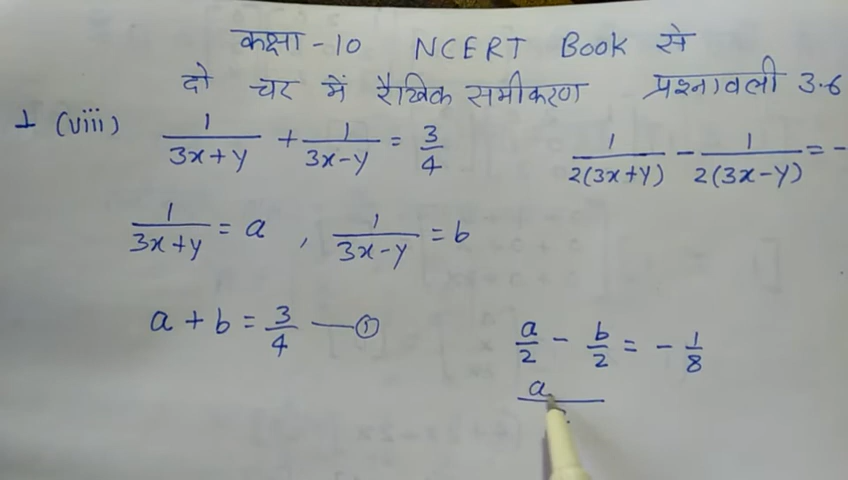 कक्षा - 10 NCERT Book से
दो चर में रैखिक समीकरण प्रश्नावली 3.6
1 (viii) 1/(3x+y) + 1/(3x-y) = 3/4 1/(2(3x+y)) - 1/(2(3x-y)) = -
1/(3x+y) = a , 1/(3x-y) = b
a + b = 3/4 —①
a/2 - b/2 = - 1/8
a